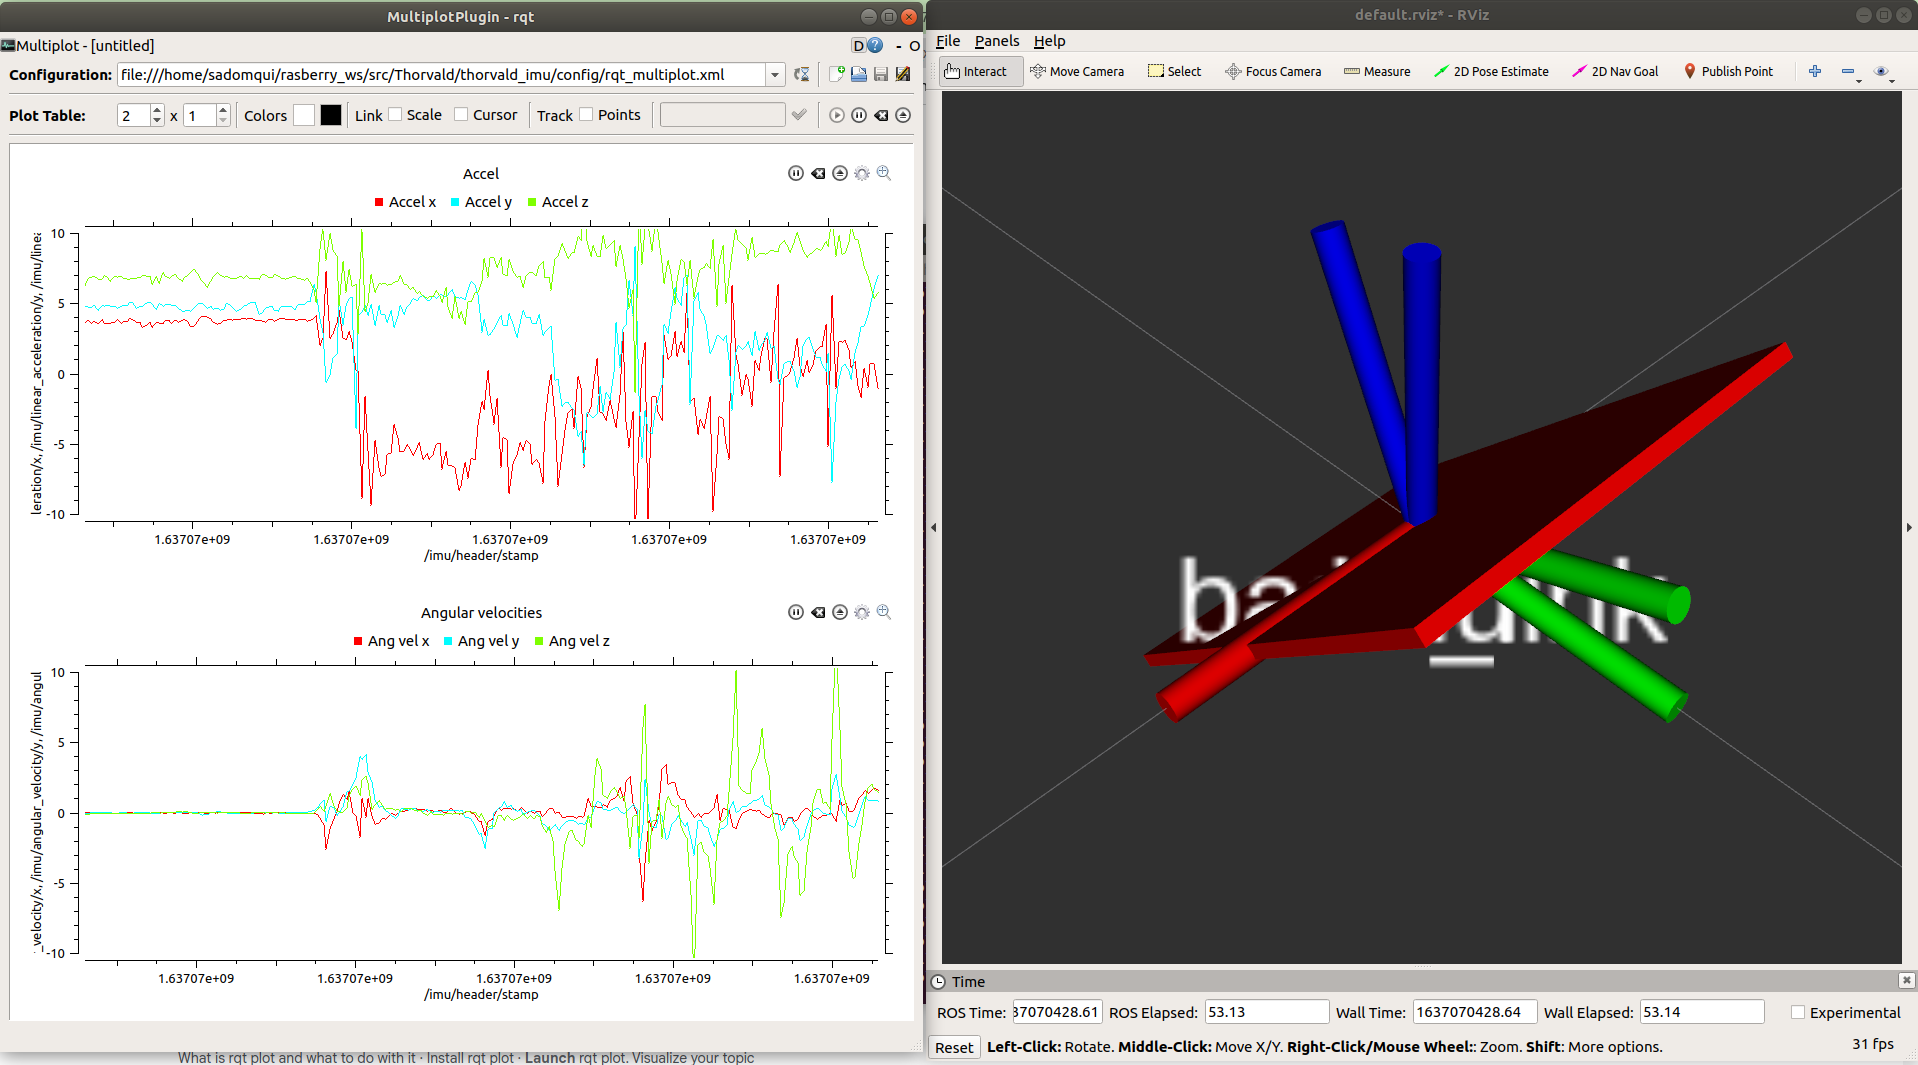 MultiplotPlugin - rqt
Multiplot - [untitled]
D ? - O
Configuration: file:///home/sadomqui/rasberry_ws/src/Thorvald/thorvald_imu/config/rqt_multiplot.xml
Plot Table: 2 x 1 Colors Link Scale Cursor Track Points
Accel
Accel x Accel y Accel z
10
5
0
-5
-10
leration/x, /imu/linear_acceleration/y, /imu/linea
1.63707e+09 1.63707e+09 1.63707e+09 1.63707e+09 1.63707e+09
/imu/header/stamp
Angular velocities
Ang vel x Ang vel y Ang vel z
10
5
0
-5
-10
_velocity/x, /imu/angular_velocity/y, /imu/angul
1.63707e+09 1.63707e+09 1.63707e+09 1.63707e+09 1.63707e+09
/imu/header/stamp
What is rqt plot and what to do with it · Install rqt plot · Launch rqt plot. Visualize your topic
default.rviz* - RViz
File Panels Help
Interact Move Camera Select Focus Camera Measure 2D Pose Estimate 2D Nav Goal Publish Point
Time
ROS Time: 37070428.61 ROS Elapsed: 53.13 Wall Time: 1637070428.64 Wall Elapsed: 53.14 Experimental
Reset Left-Click: Rotate. Middle-Click: Move X/Y. Right-Click/Mouse Wheel:: Zoom. Shift: More options. 31 fps